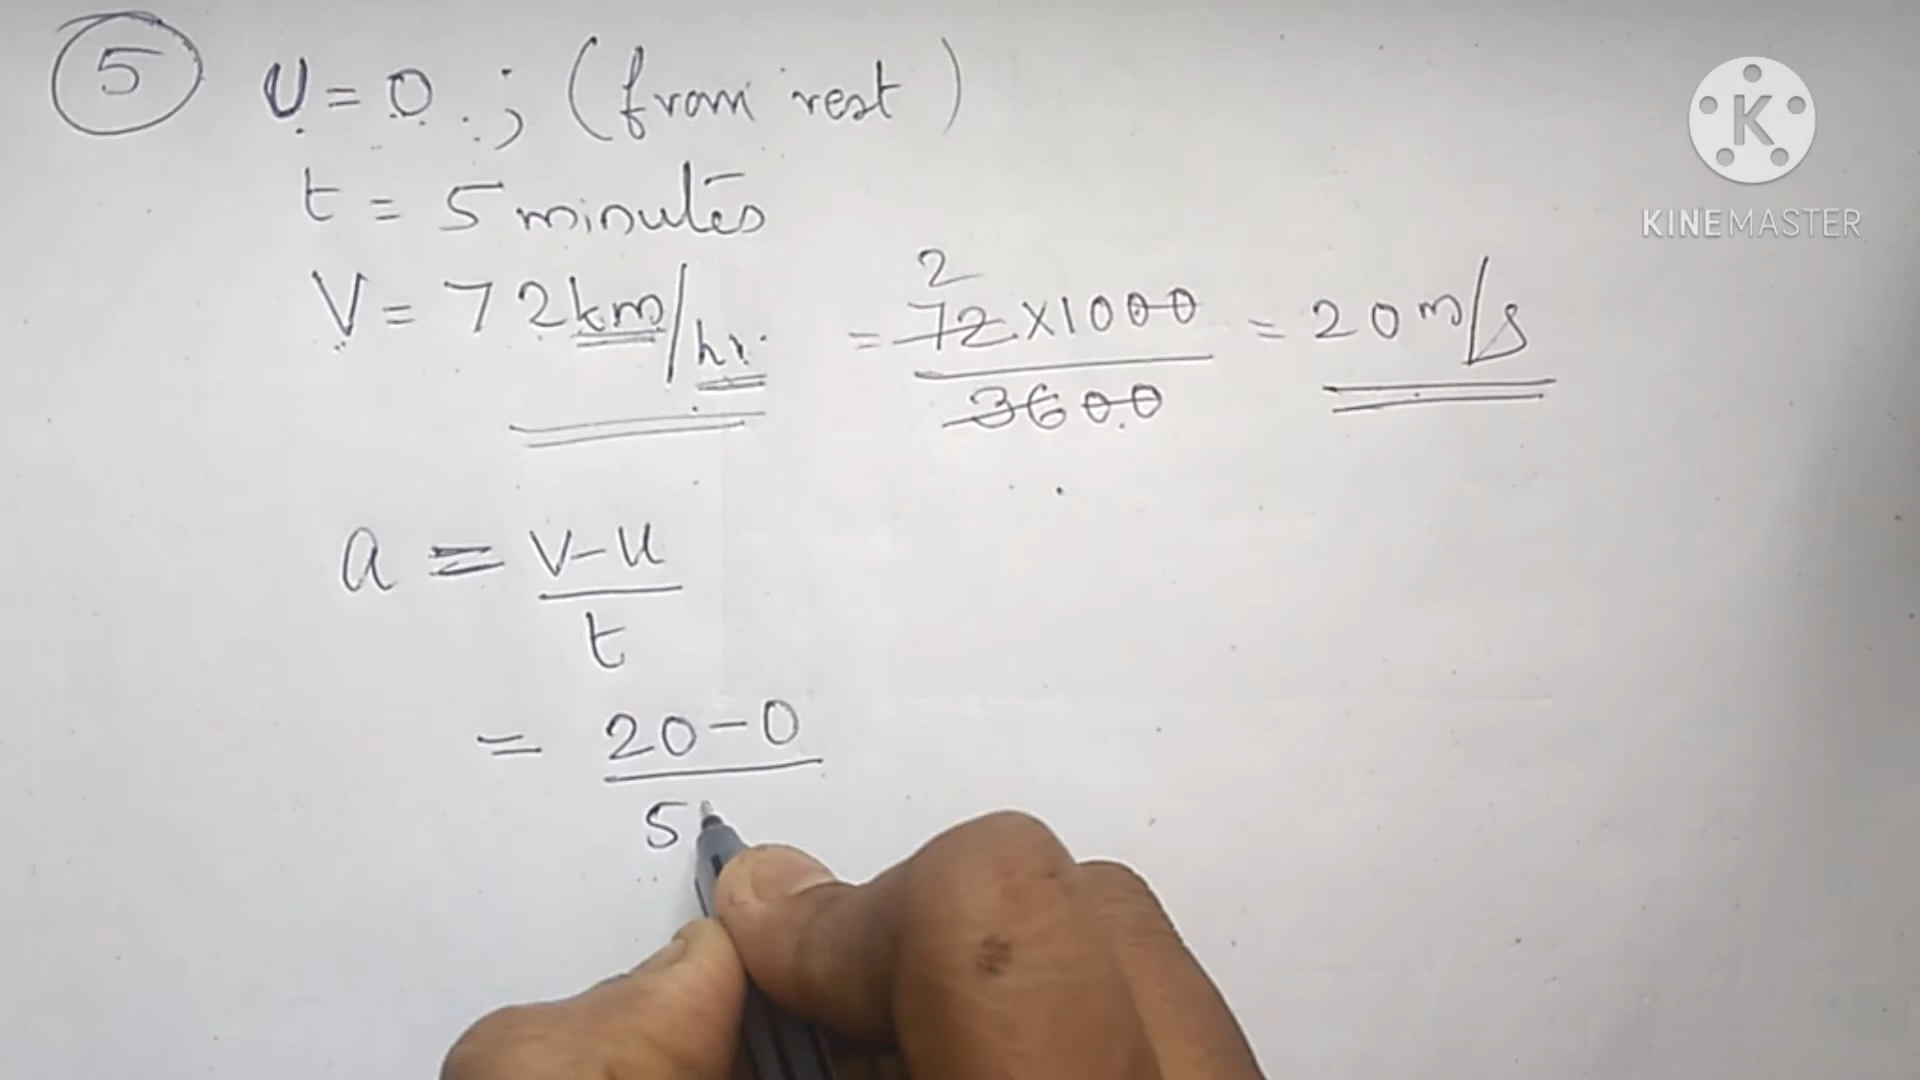 5 U = 0 ; (from rest)
K
KINEMASTER
t = 5 minutes
V = 72 km/hr. = 72 x 1000 / 3600 = 20 m/s
2
a = v - u / t
= 20 - 0 / 5